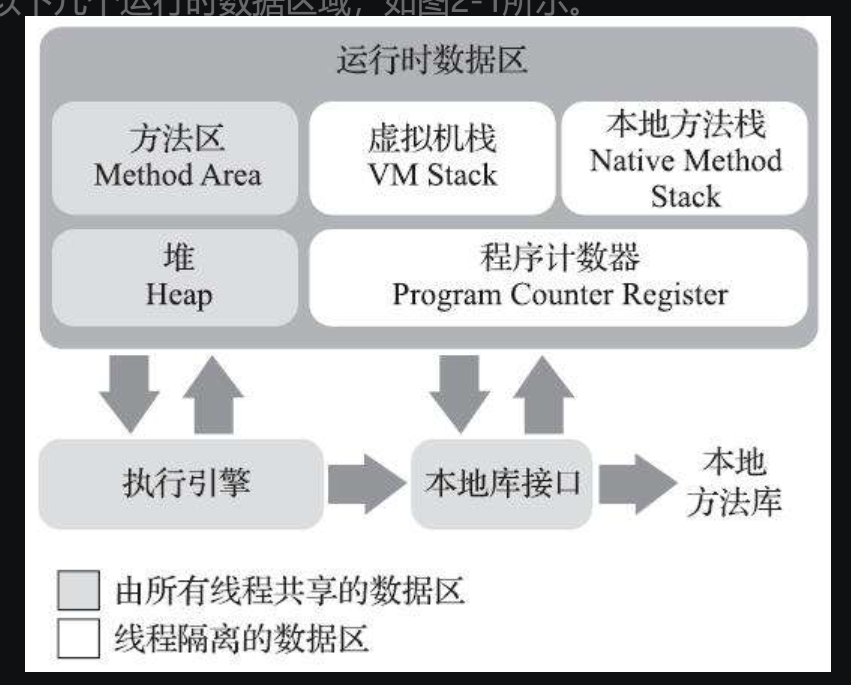 以下几个运行时的数据区域，如图2-1所示。
运行时数据区
方法区
Method Area
虚拟机栈
VM Stack
本地方法栈
Native Method
Stack
堆
Heap
程序计数器
Program Counter Register
执行引擎
本地库接口
本地
方法库
由所有线程共享的数据区
线程隔离的数据区